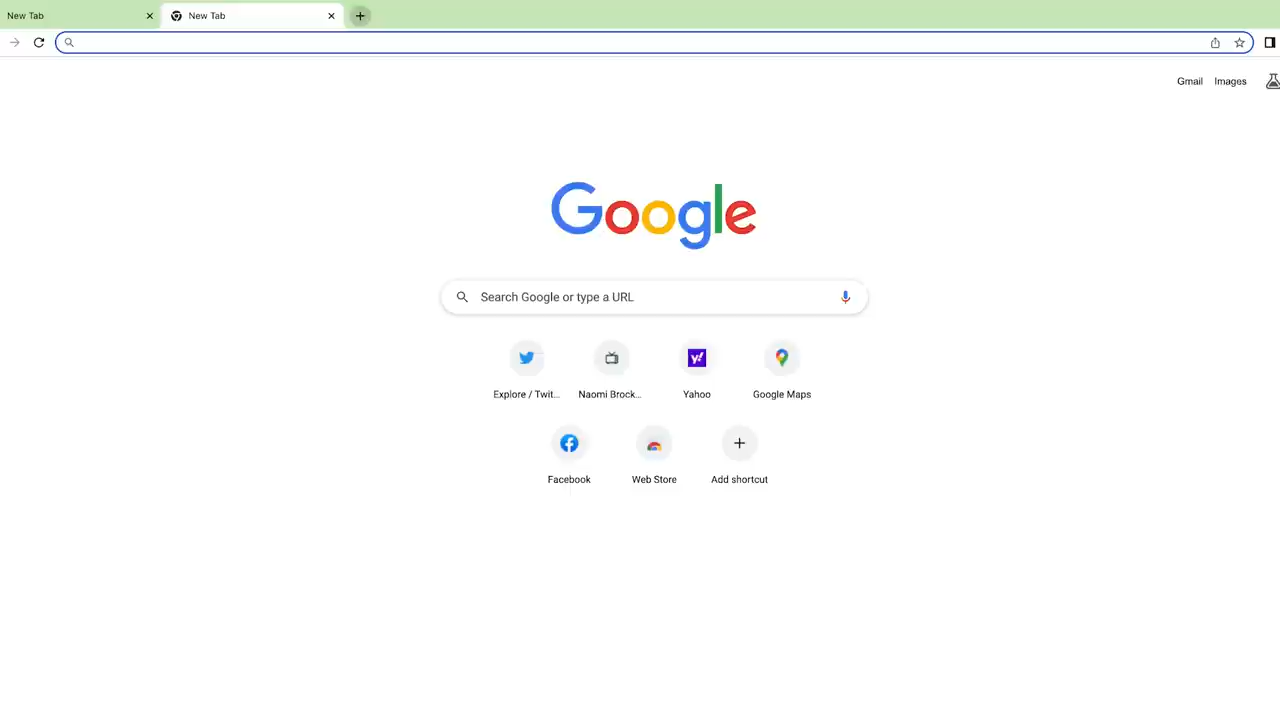 New Tab
New Tab
Gmail Images
Google
Search Google or type a URL
Explore / Twit...
Naomi Brock...
Yahoo
Google Maps
Facebook
Web Store
Add shortcut